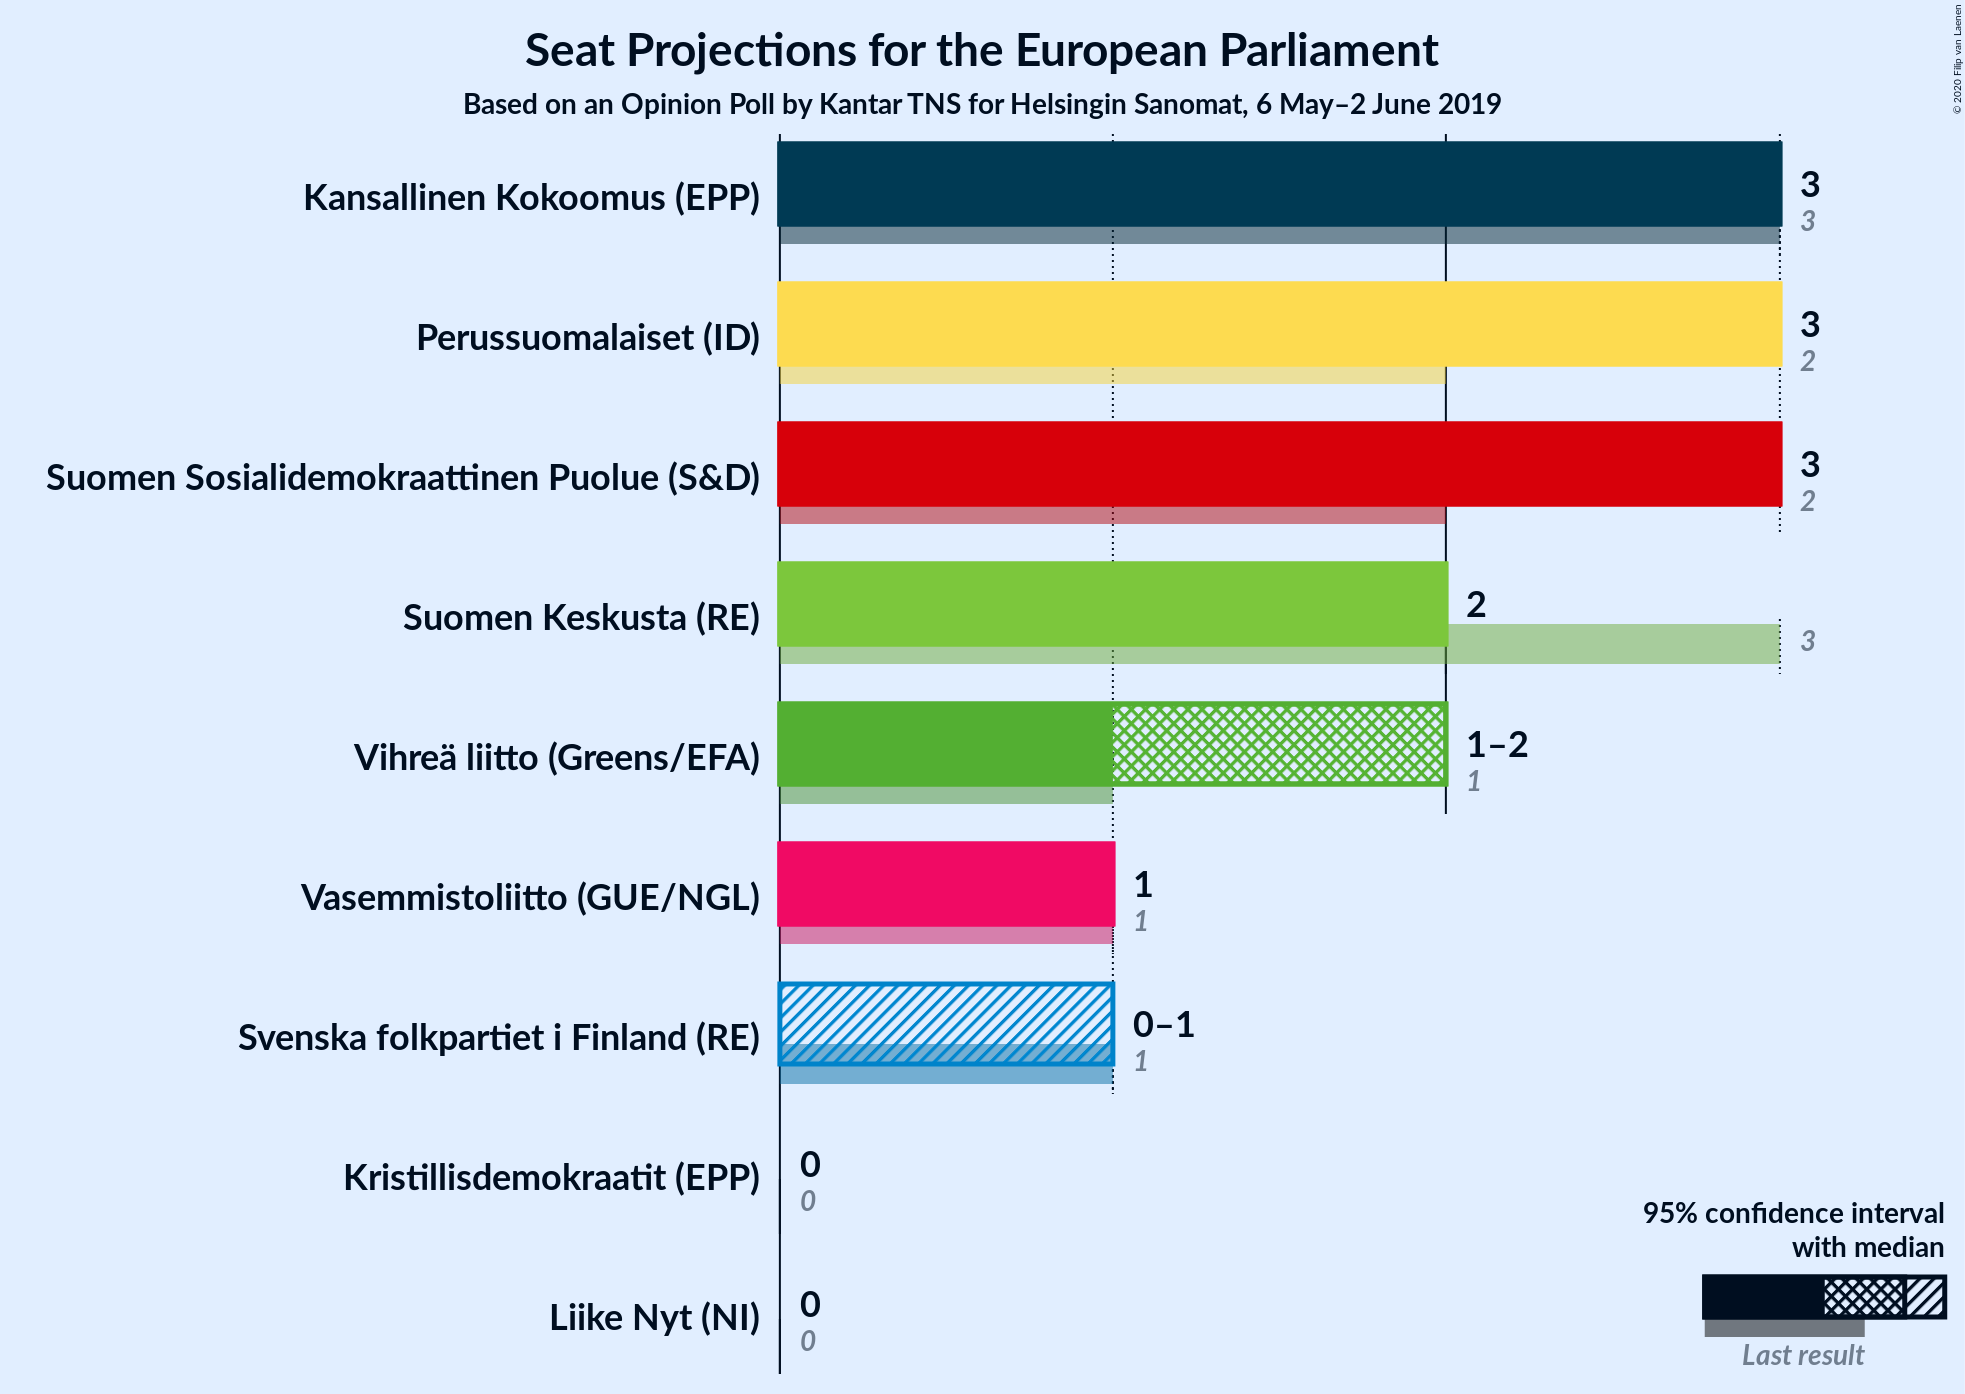 Seat Projections for the European Parliament
Based on an Opinion Poll by Kantar TNS for Helsingin Sanomat, 6 May–2 June 2019
© 2020 Filip van Laenen
Kansallinen Kokoomus (EPP)
3
3
Perussuomalaiset (ID)
3
2
Suomen Sosialidemokraattinen Puolue (S&D)
3
2
Suomen Keskusta (RE)
2
3
Vihreä liitto (Greens/EFA)
1–2
1
Vasemmistoliitto (GUE/NGL)
1
1
Svenska folkpartiet i Finland (RE)
0–1
1
Kristillisdemokraatit (EPP)
0
0
Liike Nyt (NI)
0
0
95% confidence interval
with median
Last result